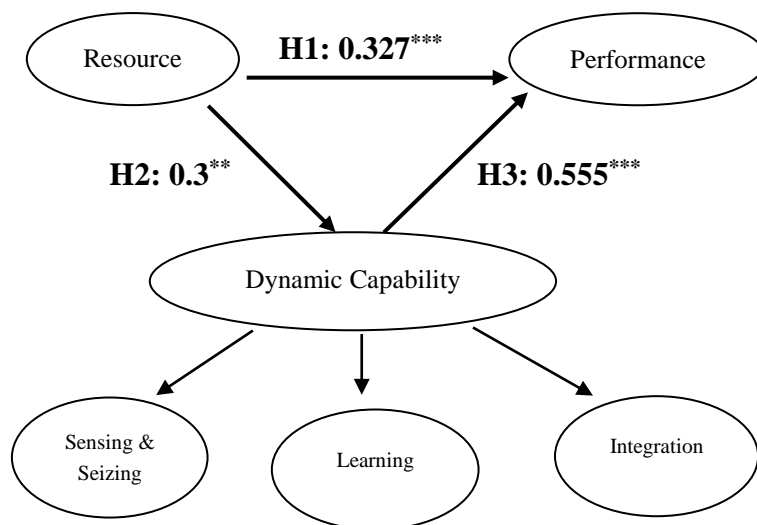 Resource
H1: 0.327***
Performance
H2: 0.3**
H3: 0.555***
Dynamic Capability
Sensing &
Seizing
Learning
Integration